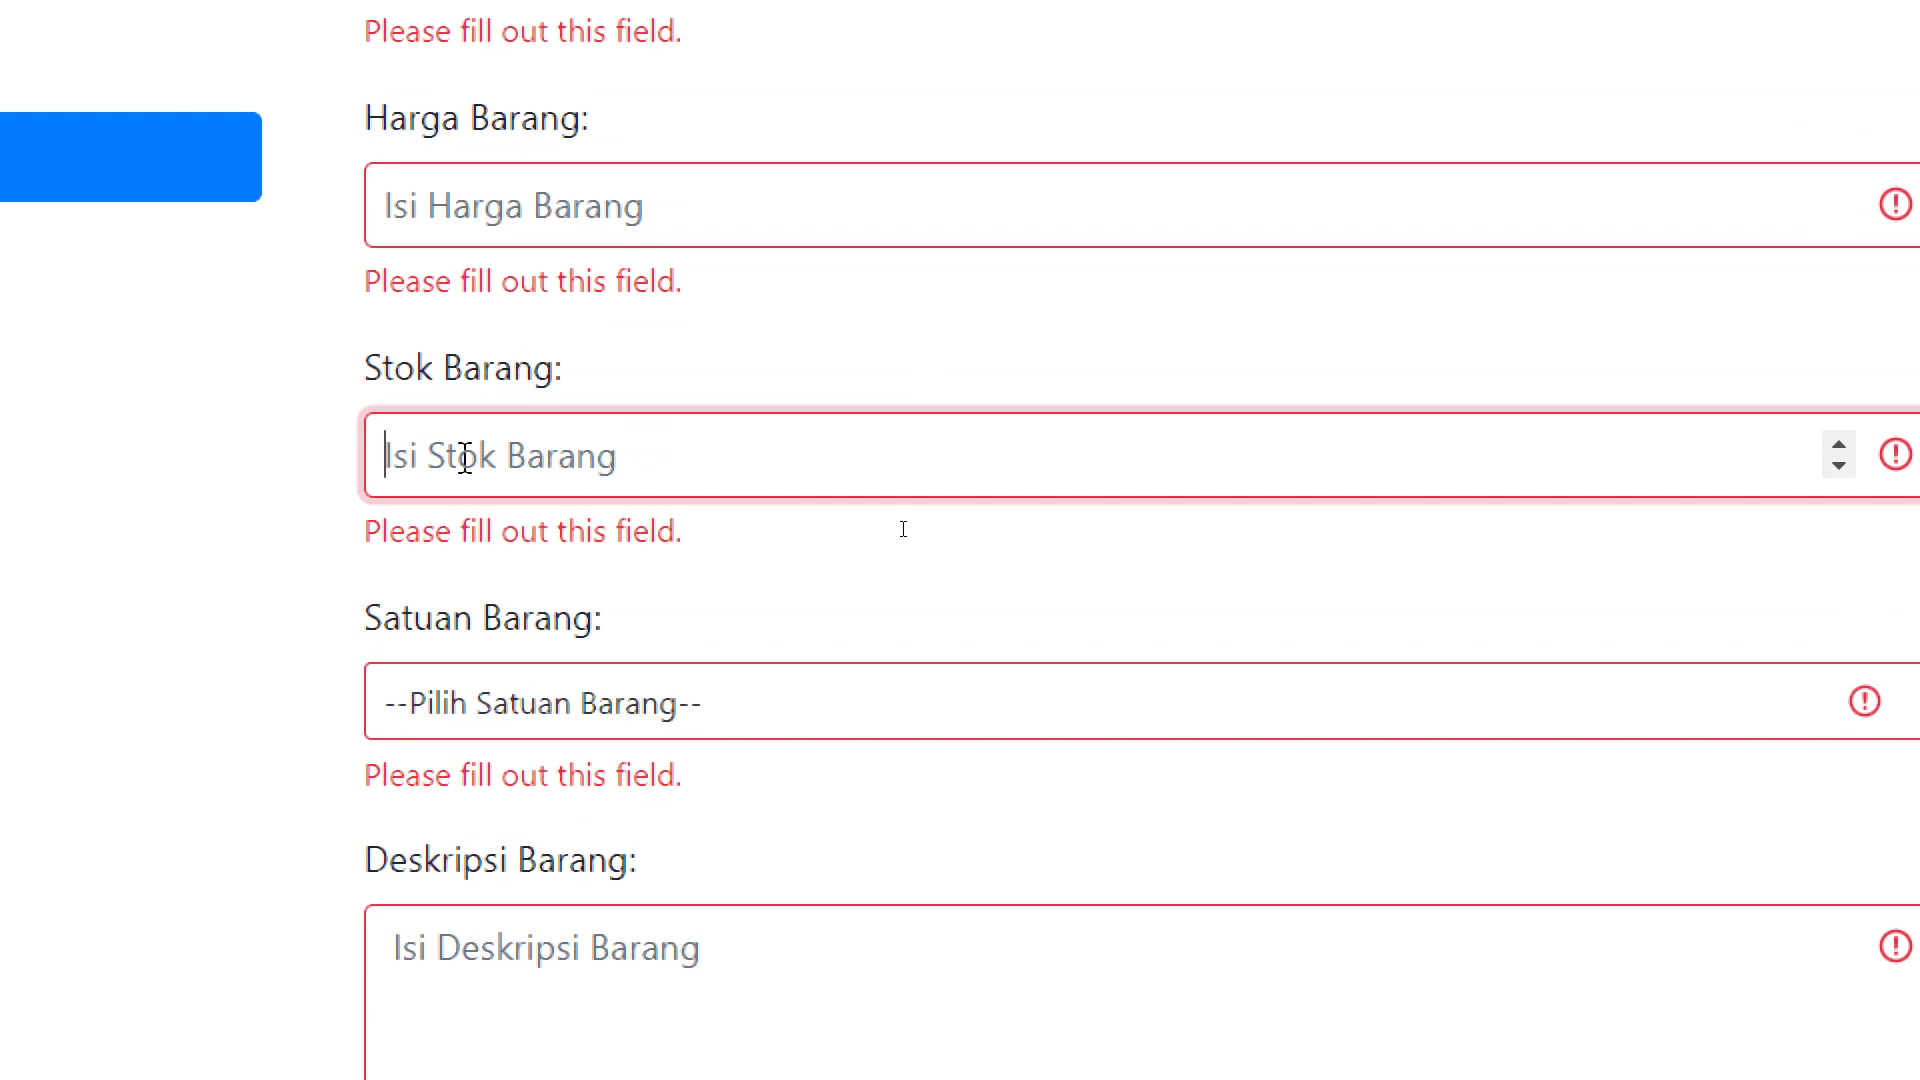 Please fill out this field.
Harga Barang:
Isi Harga Barang
Please fill out this field.
Stok Barang:
Isi Stok Barang
Please fill out this field.
Satuan Barang:
--Pilih Satuan Barang--
Please fill out this field.
Deskripsi Barang:
Isi Deskripsi Barang